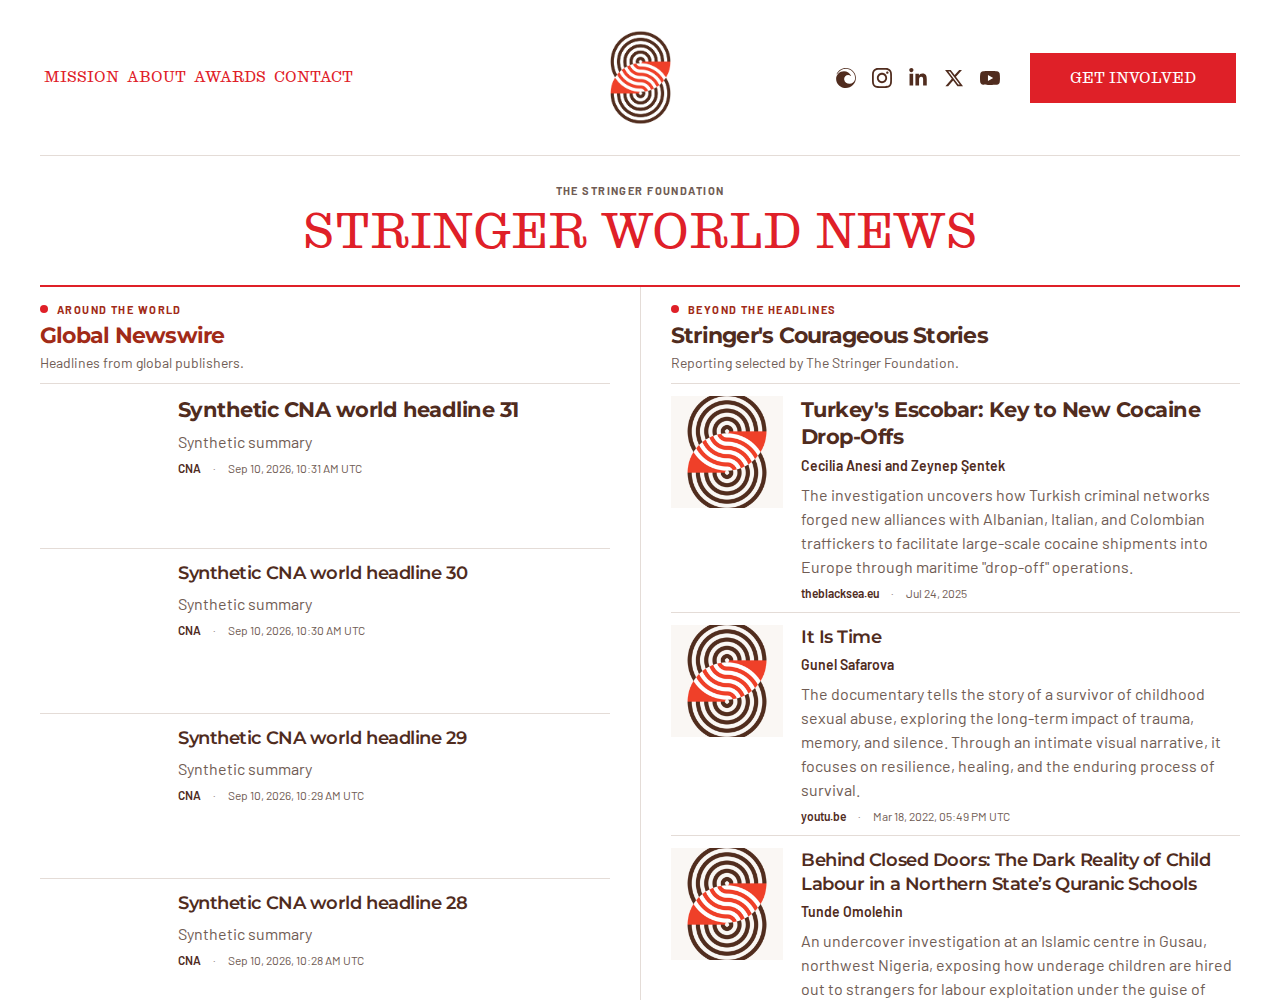 MISSION ABOUT AWARDS CONTACT
GET INVOLVED
THE STRINGER FOUNDATION
STRINGER WORLD NEWS
AROUND THE WORLD
Global Newswire
Headlines from global publishers.
Synthetic CNA world headline 31
Synthetic summary
CNA · Sep 10, 2026, 10:31 AM UTC
Synthetic CNA world headline 30
Synthetic summary
CNA · Sep 10, 2026, 10:30 AM UTC
Synthetic CNA world headline 29
Synthetic summary
CNA · Sep 10, 2026, 10:29 AM UTC
Synthetic CNA world headline 28
Synthetic summary
CNA · Sep 10, 2026, 10:28 AM UTC
BEYOND THE HEADLINES
Stringer's Courageous Stories
Reporting selected by The Stringer Foundation.
Turkey's Escobar: Key to New Cocaine
Drop-Offs
Cecilia Anesi and Zeynep Şentek
The investigation uncovers how Turkish criminal networks
forged new alliances with Albanian, Italian, and Colombian
traffickers to facilitate large-scale cocaine shipments into
Europe through maritime "drop-off" operations.
theblacksea.eu · Jul 24, 2025
It Is Time
Gunel Safarova
The documentary tells the story of a survivor of childhood
sexual abuse, exploring the long-term impact of trauma,
memory, and silence. Through an intimate visual narrative, it
focuses on resilience, healing, and the enduring process of
survival.
youtu.be · Mar 18, 2022, 05:49 PM UTC
Behind Closed Doors: The Dark Reality of Child
Labour in a Northern State’s Quranic Schools
Tunde Omolehin
An undercover investigation at an Islamic centre in Gusau,
northwest Nigeria, exposing how underage children are hired
out to strangers for labour exploitation under the guise of